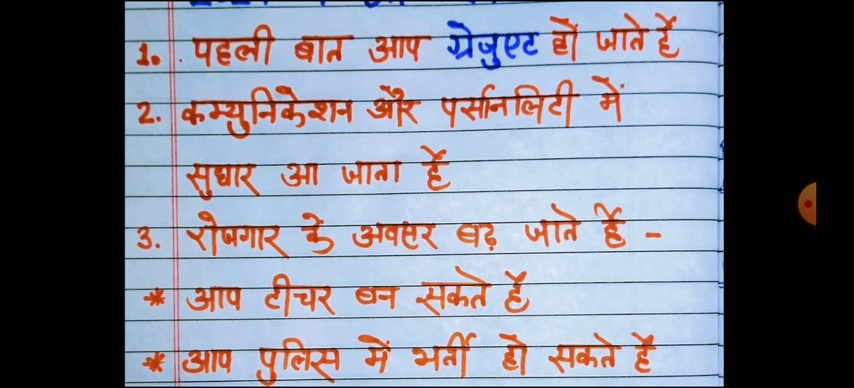 1. पहली बात आप ग्रेजुएट हो जाते हैं
2. कम्युनिकेशन और पर्सानलिटी में
सुधार आ जाता हैं
3. रोजगार के अवसर बढ़ जाते हैं -
* आप टीचर बन सकते हैं
* आप पुलिस में भर्ती हो सकते है